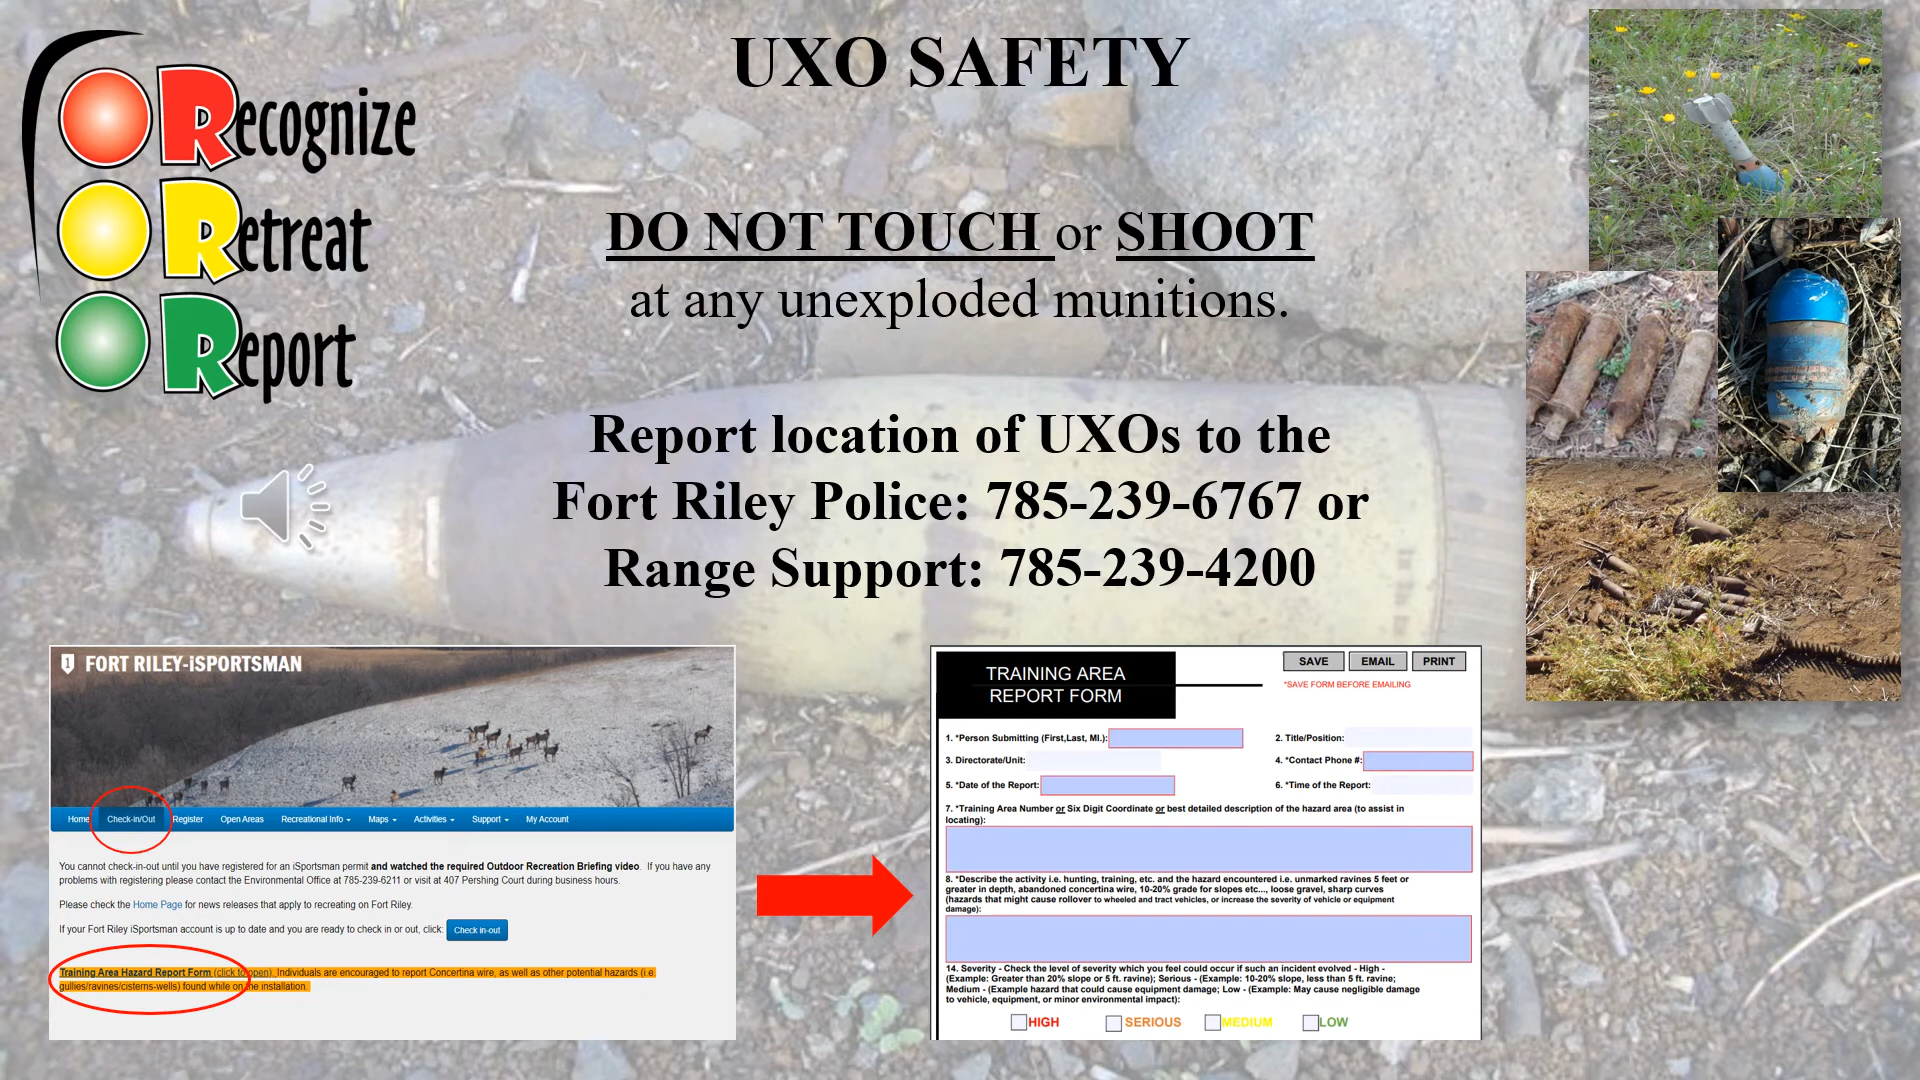 UXO SAFETY
Recognize
Retreat
Report
DO NOT TOUCH or SHOOT
at any unexploded munitions.
Report location of UXOs to the
Fort Riley Police: 785-239-6767 or
Range Support: 785-239-4200
1 FORT RILEY-iSPORTSMAN
Home Check-in/Out Register Open Areas Recreational Info Maps Activities Support My Account
You cannot check-in-out until you have registered for an iSportsman permit and watched the required Outdoor Recreation Briefing video. If you have any
problems with registering please contact the Environmental Office at 785-239-6211 or visit at 407 Pershing Court during business hours.
Please check the Home Page for news releases that apply to recreating on Fort Riley.
If your Fort Riley iSportsman account is up to date and you are ready to check in or out, click: Check in-out
Training Area Hazard Report Form (click to open). Individuals are encouraged to report Concertina wire, as well as other potential hazards (i.e.
gullies/ravines/cisterns-wells) found while on the installation.
TRAINING AREA
REPORT FORM
SAVE EMAIL PRINT
*SAVE FORM BEFORE EMAILING
1. *Person Submitting (First,Last, MI.): 2. Title/Position:
3. Directorate/Unit: 4. *Contact Phone #:
5. *Date of the Report: 6. *Time of the Report:
7. *Training Area Number or Six Digit Coordinate or best detailed description of the hazard area (to assist in
locating):
8. *Describe the activity i.e. hunting, training, etc. and the hazard encountered i.e. unmarked ravines 5 feet or
greater in depth, abandoned concertina wire, 10-20% grade for slopes etc..., loose gravel, sharp curves
(hazards that might cause rollover to wheeled and tract vehicles, or increase the severity of vehicle or equipment
damage):
14. Severity - Check the level of severity which you feel could occur if such an incident evolved - High -
(Example: Greater than 20% slope or 5 ft. ravine); Serious - (Example: 10-20% slope, less than 5 ft. ravine;
Medium - (Example hazard that could cause equipment damage; Low - (Example: May cause negligible damage
to vehicle, equipment, or minor environmental impact):
HIGH SERIOUS MEDIUM LOW